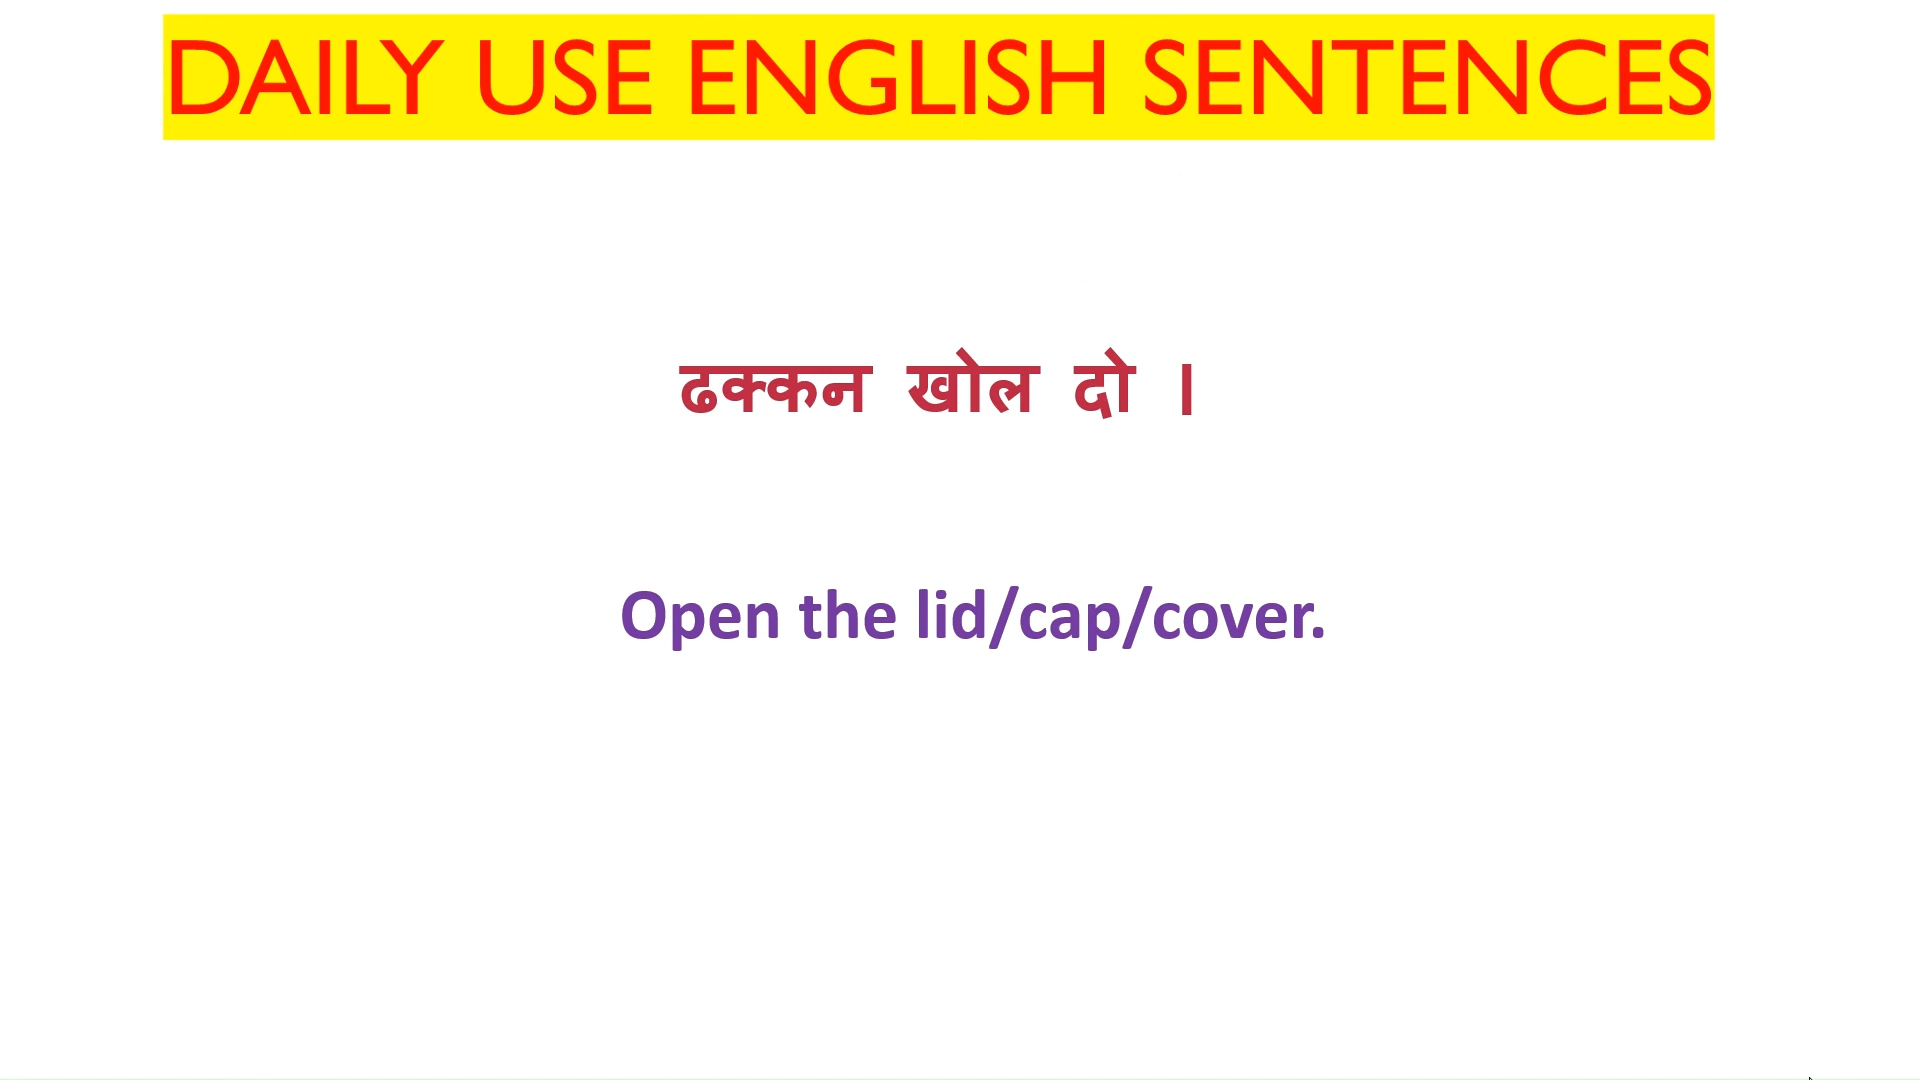 DAILY USE ENGLISH SENTENCES
ढक्कन खोल दो ।
Open the lid/cap/cover.